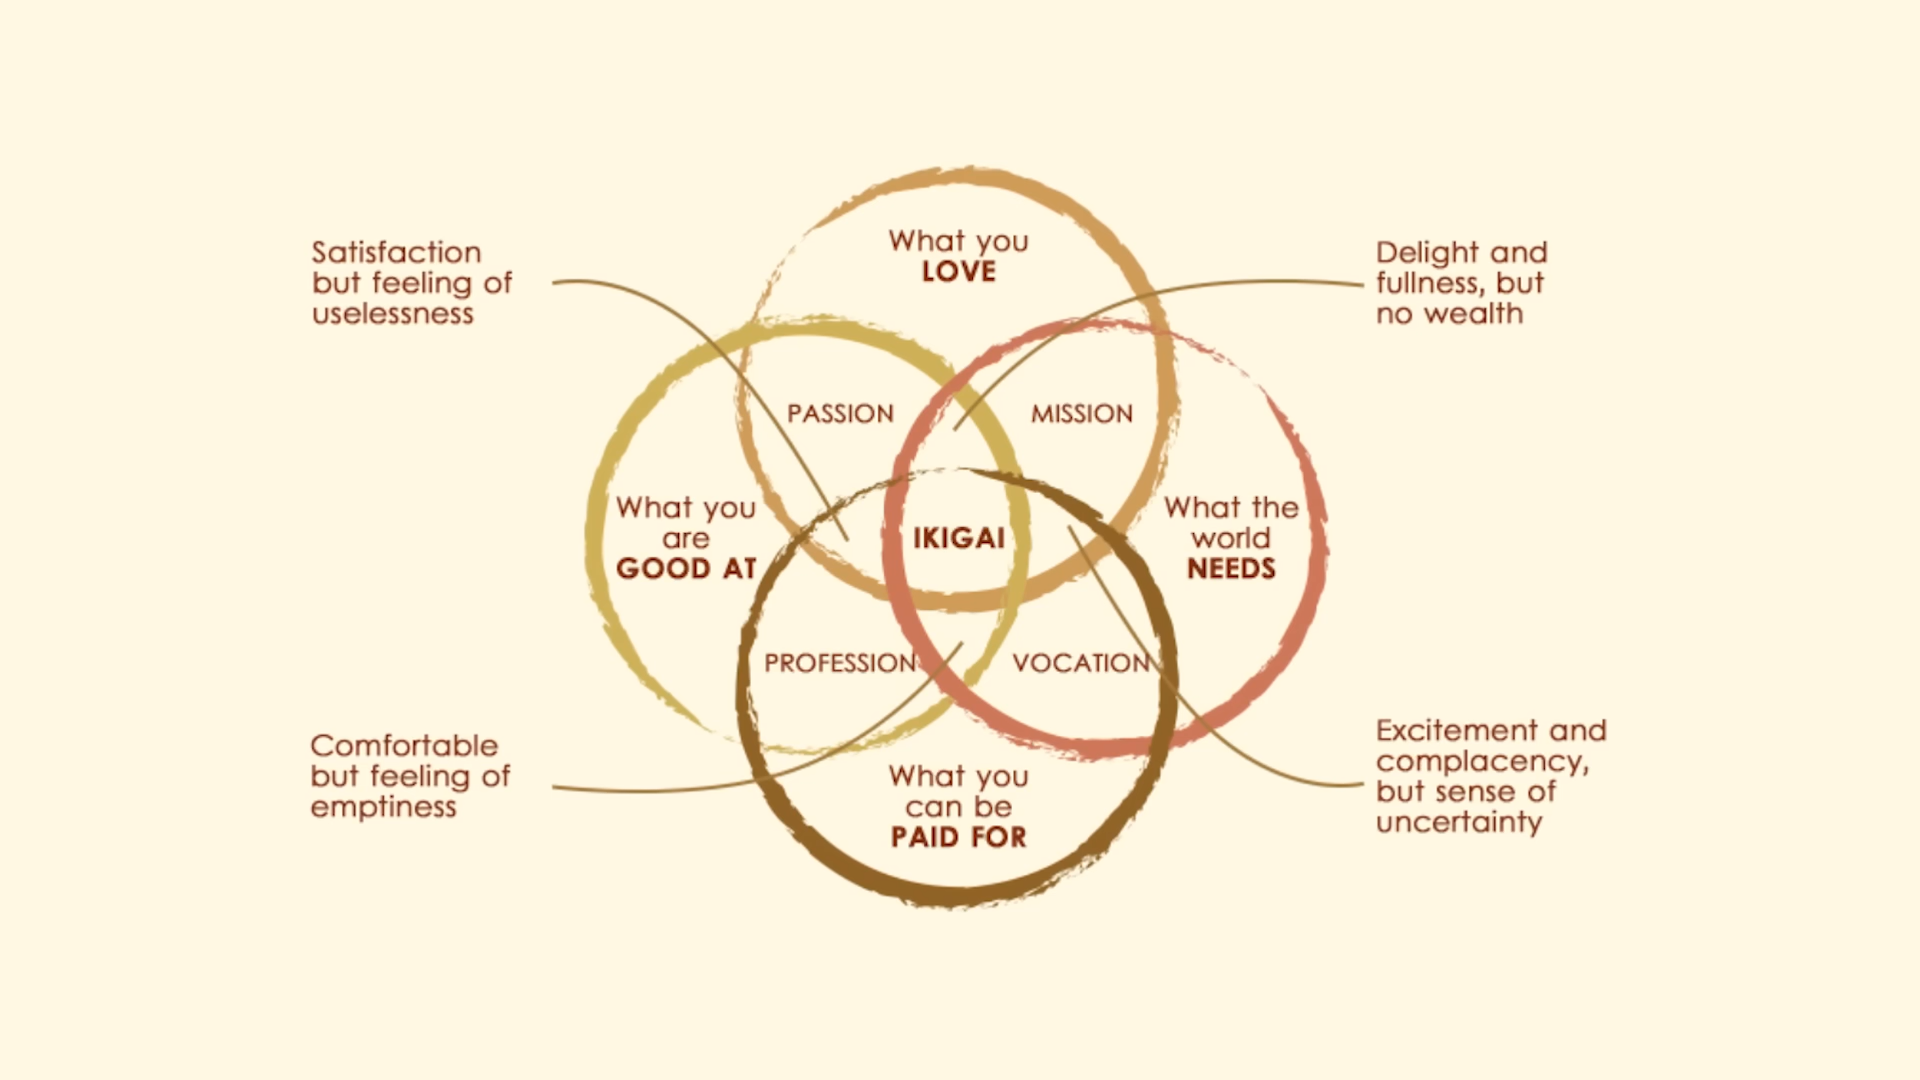 What you
LOVE
Satisfaction
but feeling of
uselessness
Delight and
fullness, but
no wealth
PASSION
MISSION
What you
are
GOOD AT
IKIGAI
What the
world
NEEDS
PROFESSION
VOCATION
Comfortable
but feeling of
emptiness
What you
can be
PAID FOR
Excitement and
complacency,
but sense of
uncertainty